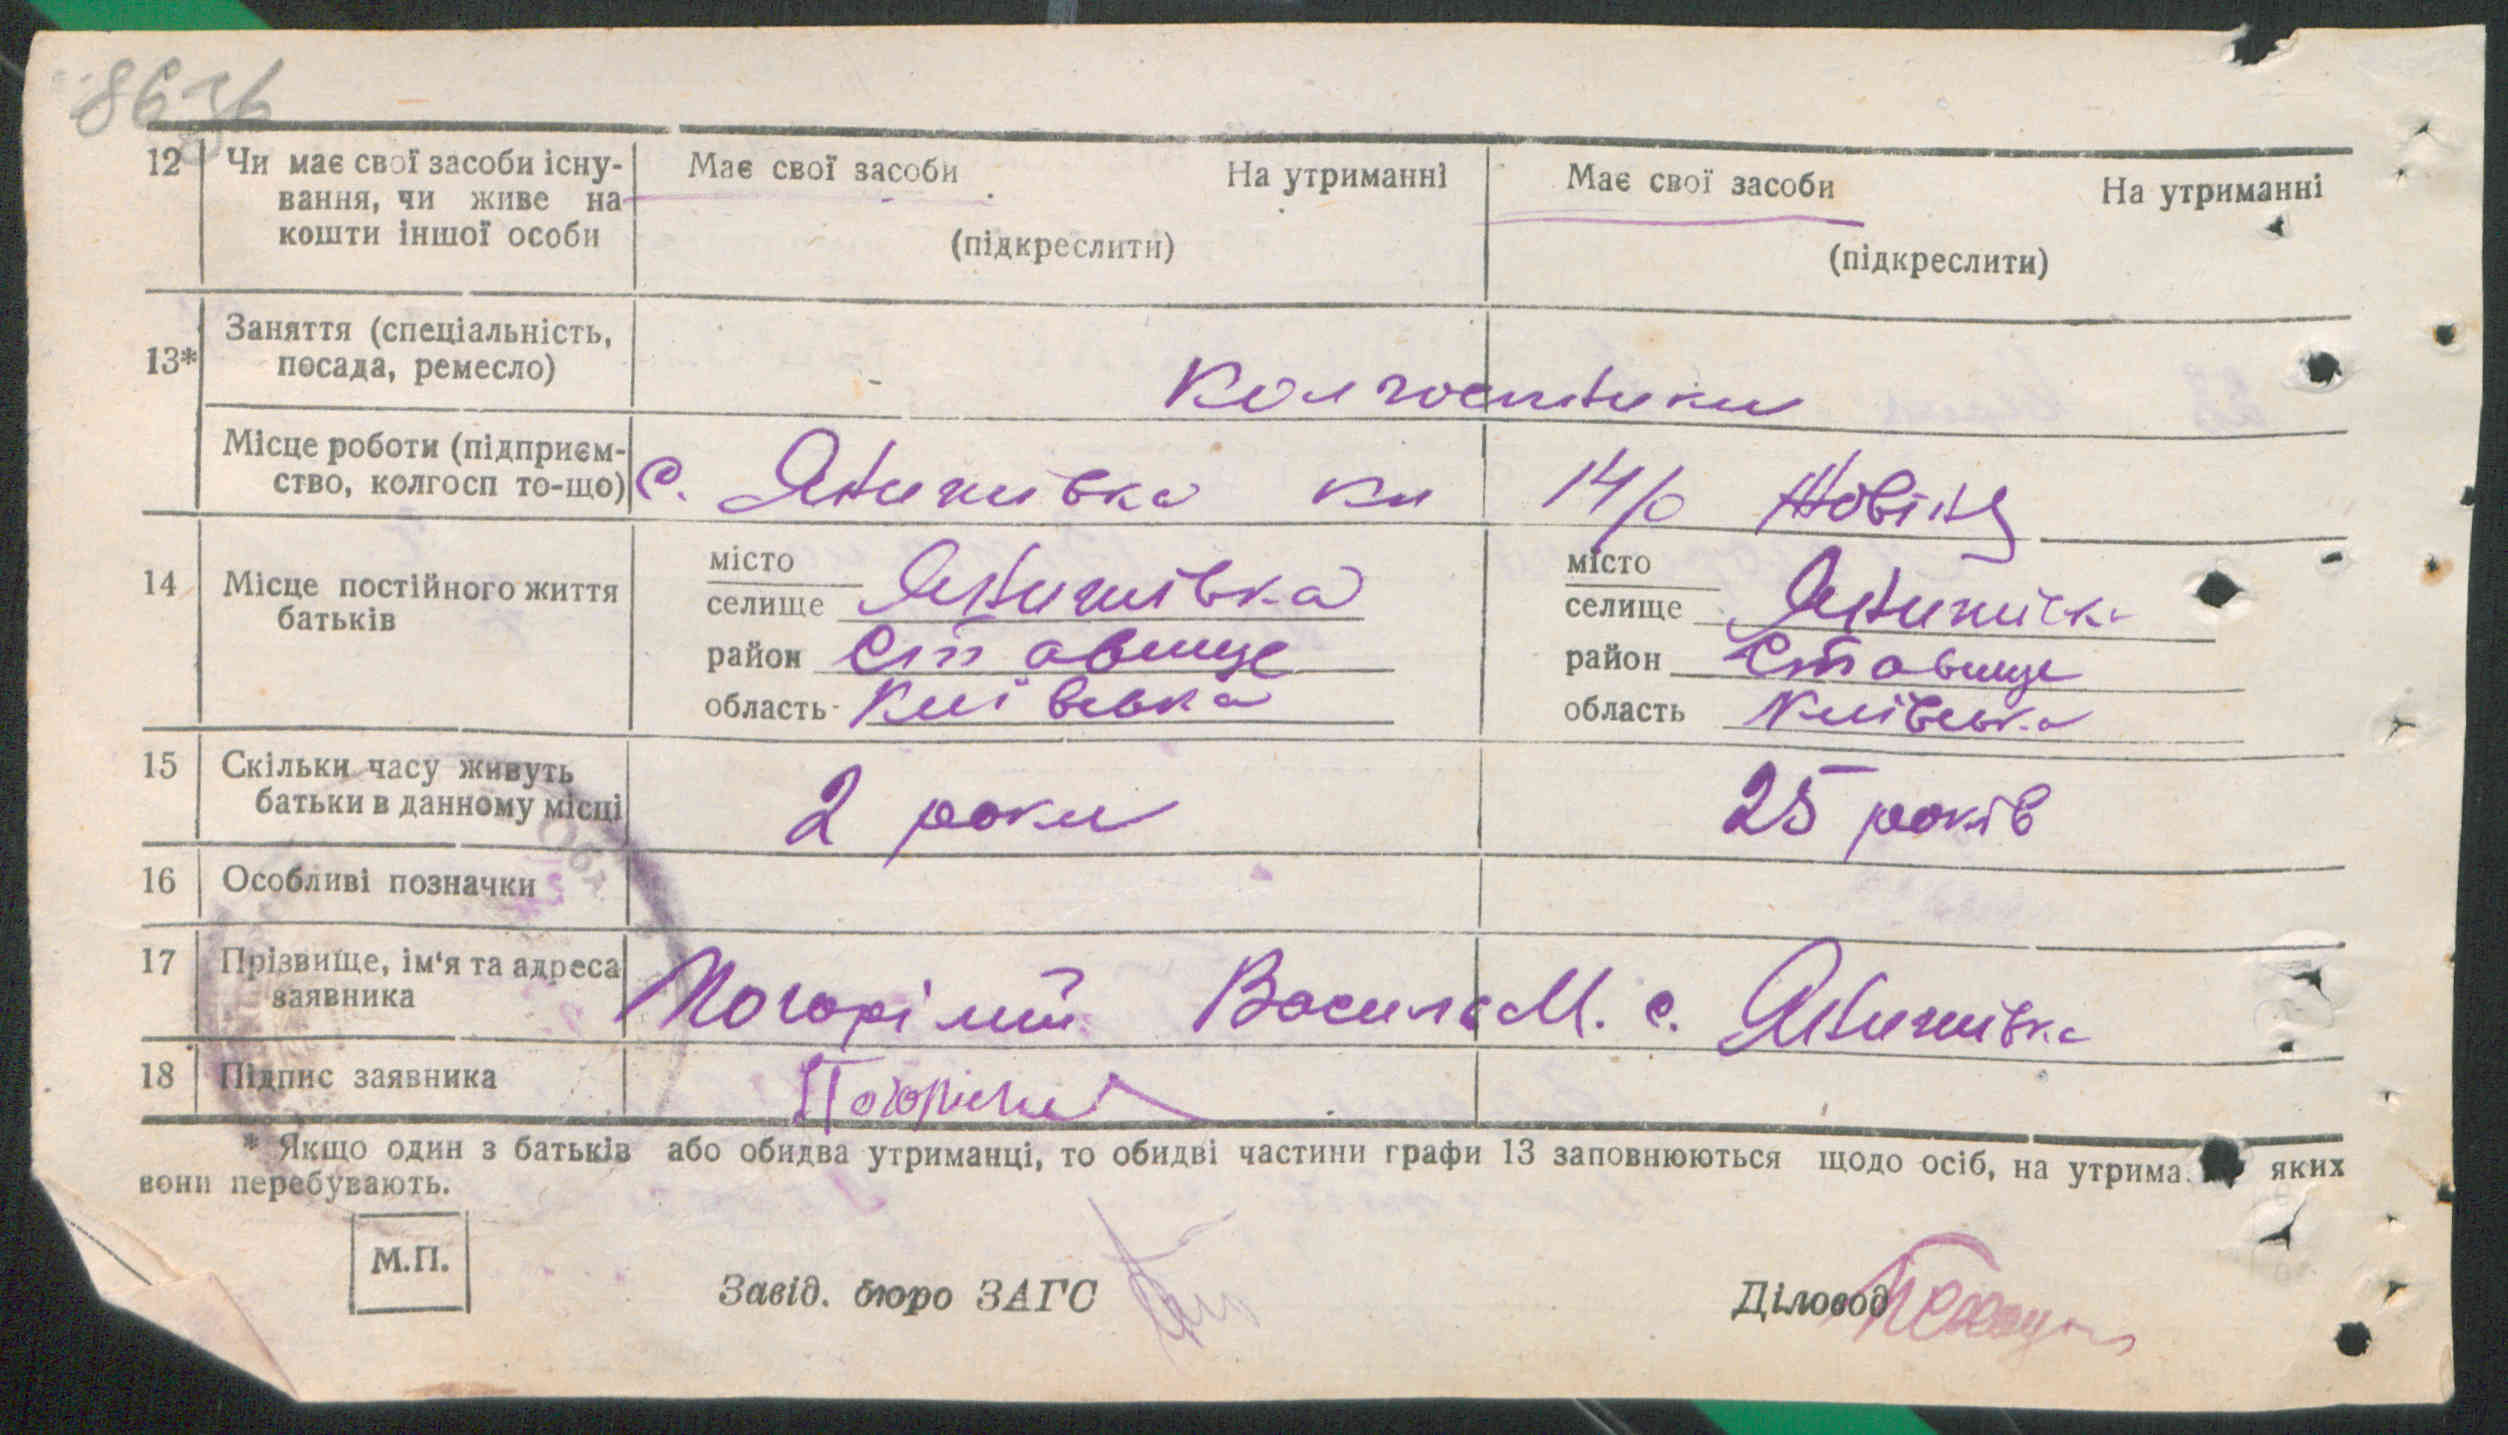 12 Чи має свої засоби існу- Має свої засоби На утриманні Має свої засоби На утриманні
вання, чи живе на
кошти іншої особи (підкреслити) (підкреслити)
13* Заняття (спеціальність,
посада, ремесло) Колгоспники
Місце роботи (підприєм-
ство, колгосп то-що) с. Янишівка к 14/р Жовтня
14 Місце постійного життя
батьків
місто місто
селище Янишівка селище Янишівка
район Ставище район Ставище
область Київська область Київська
15 Скільки часу живуть
батьки в данному місці 2 роки 25 років
16 Особливі позначки
17 Прізвище, ім'я та адреса
заявника Погорілий Василь М. с. Янишівка
18 Підпис заявника
* Якщо один з батьків або обидва утриманці, то обидві частини графи 13 заповнюються щодо осіб, на утрима яких
вони перебувають.
М.П.
Завід. бюро ЗАГС Діловод